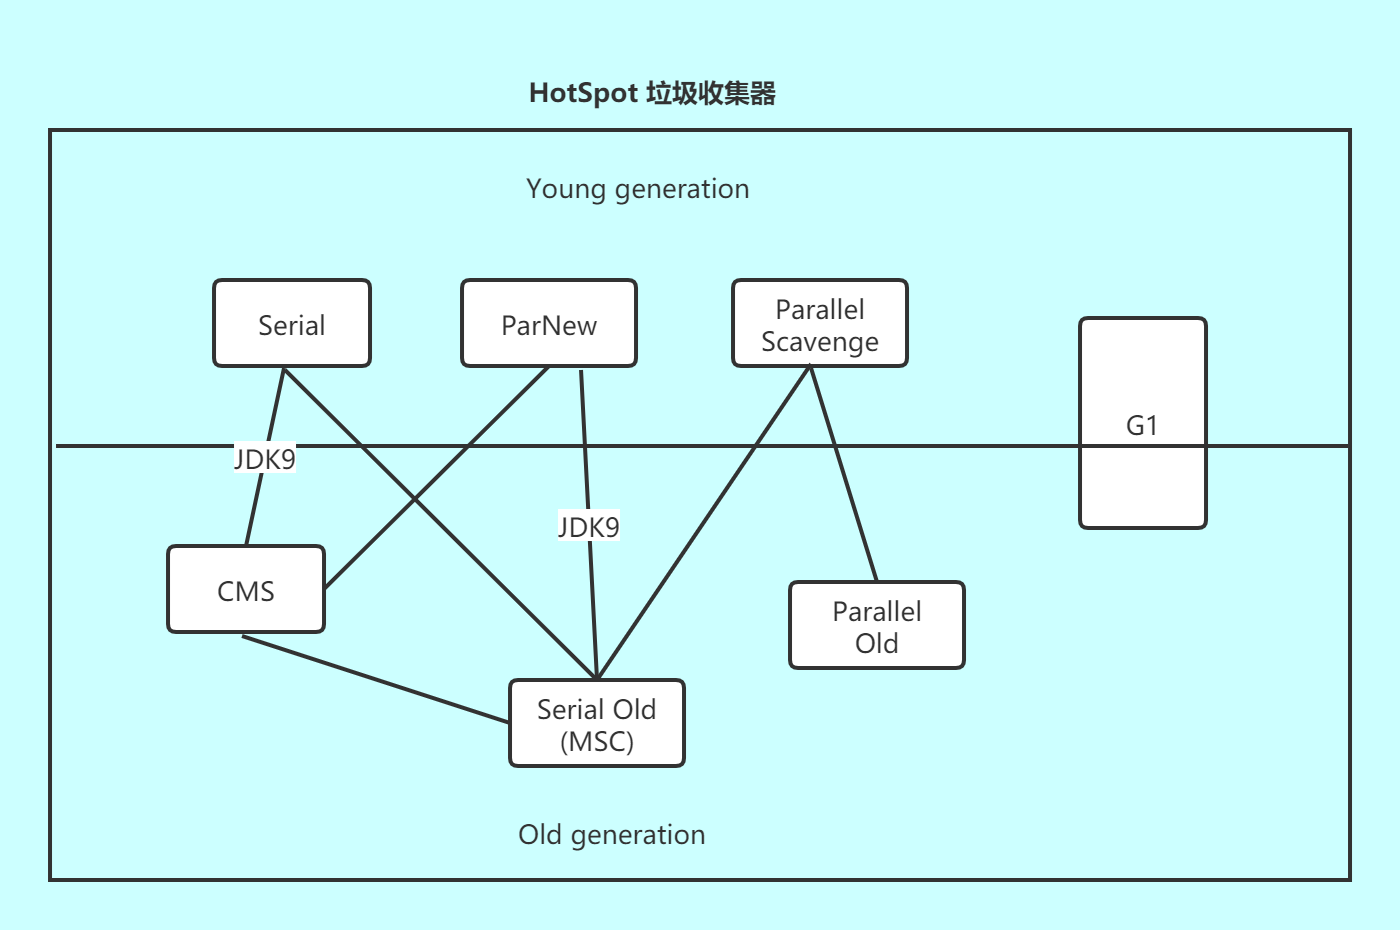 HotSpot 垃圾收集器
Young generation
Serial
ParNew
Parallel
Scavenge
G1
JDK9
JDK9
CMS
Parallel
Old
Serial Old
(MSC)
Old generation